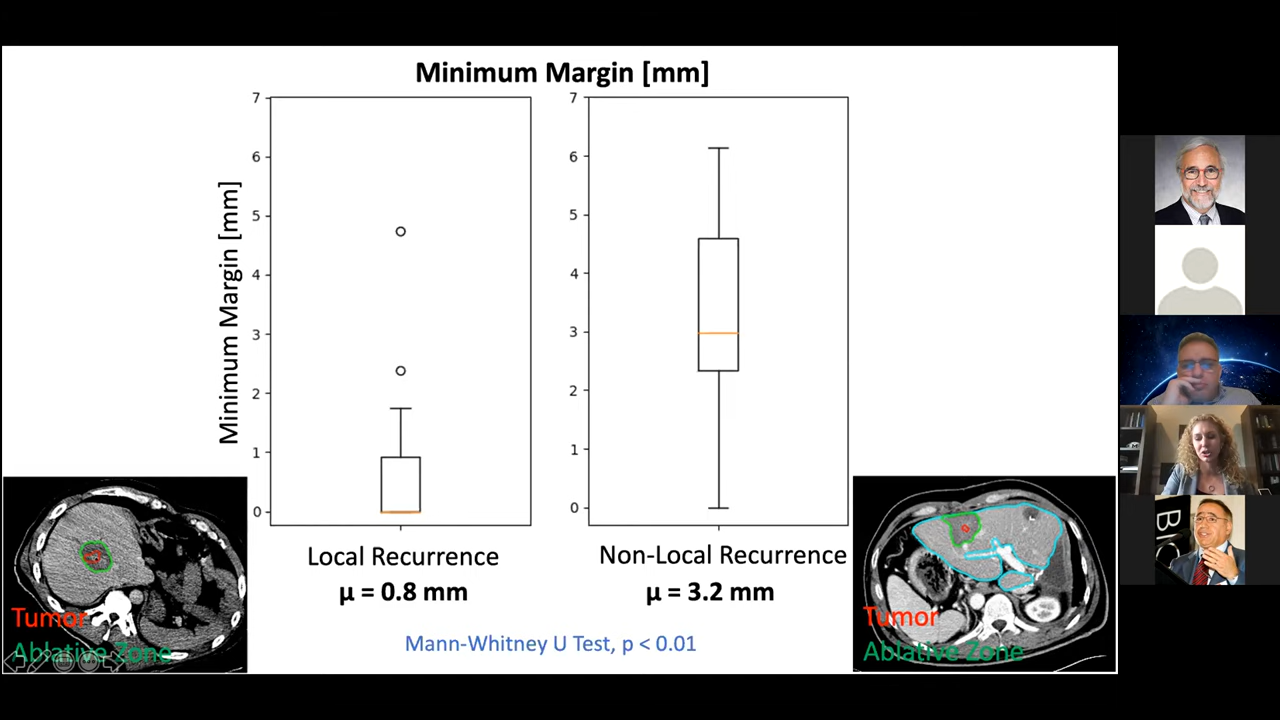 Minimum Margin [mm]
Minimum Margin [mm]
7
6
5
4
3
2
1
0
7
6
5
4
3
2
1
0
Local Recurrence
μ = 0.8 mm
Non-Local Recurrence
μ = 3.2 mm
Mann-Whitney U Test, p < 0.01
Tumor
Ablative Zone
Tumor
Ablative Zone